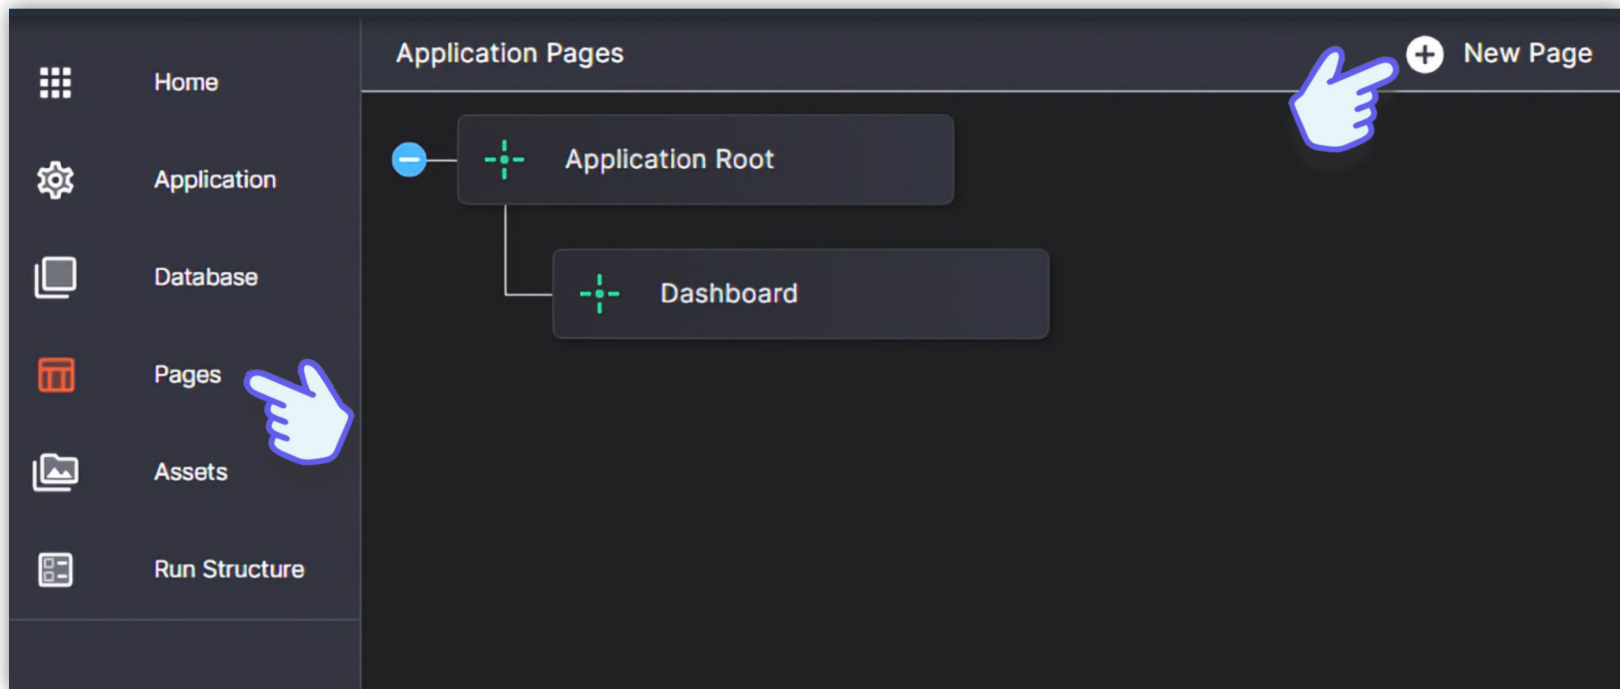 Home
Application
Database
Pages
Assets
Run Structure
Application Pages
New Page
Application Root
Dashboard